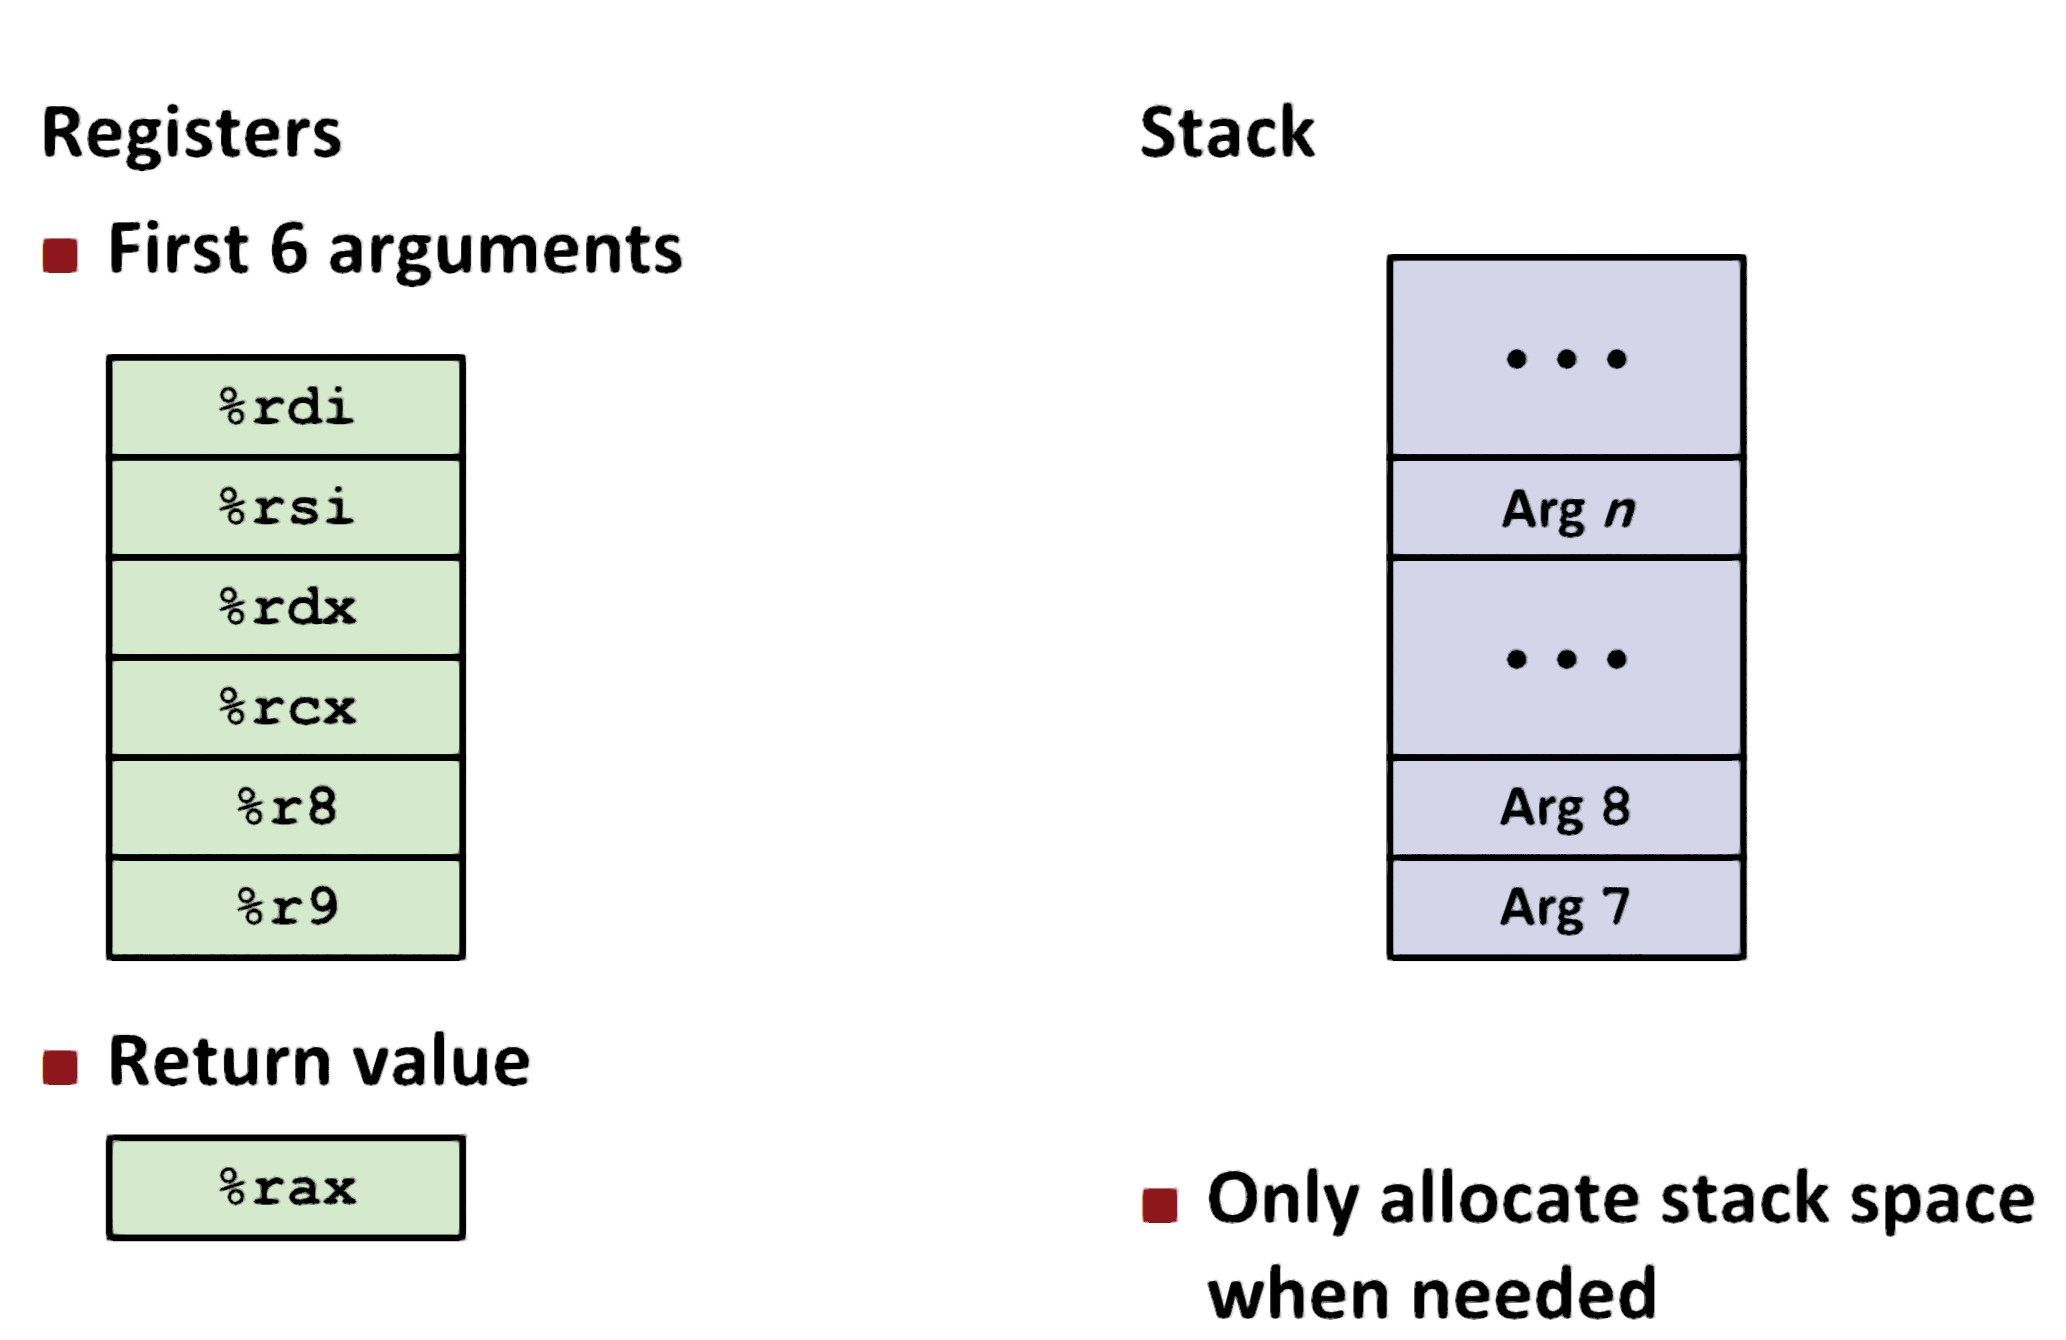 Registers
First 6 arguments
%rdi
%rsi
%rdx
%rcx
%r8
%r9
Return value
%rax
Stack
• • •
Arg n
• • •
Arg 8
Arg 7
Only allocate stack space
when needed